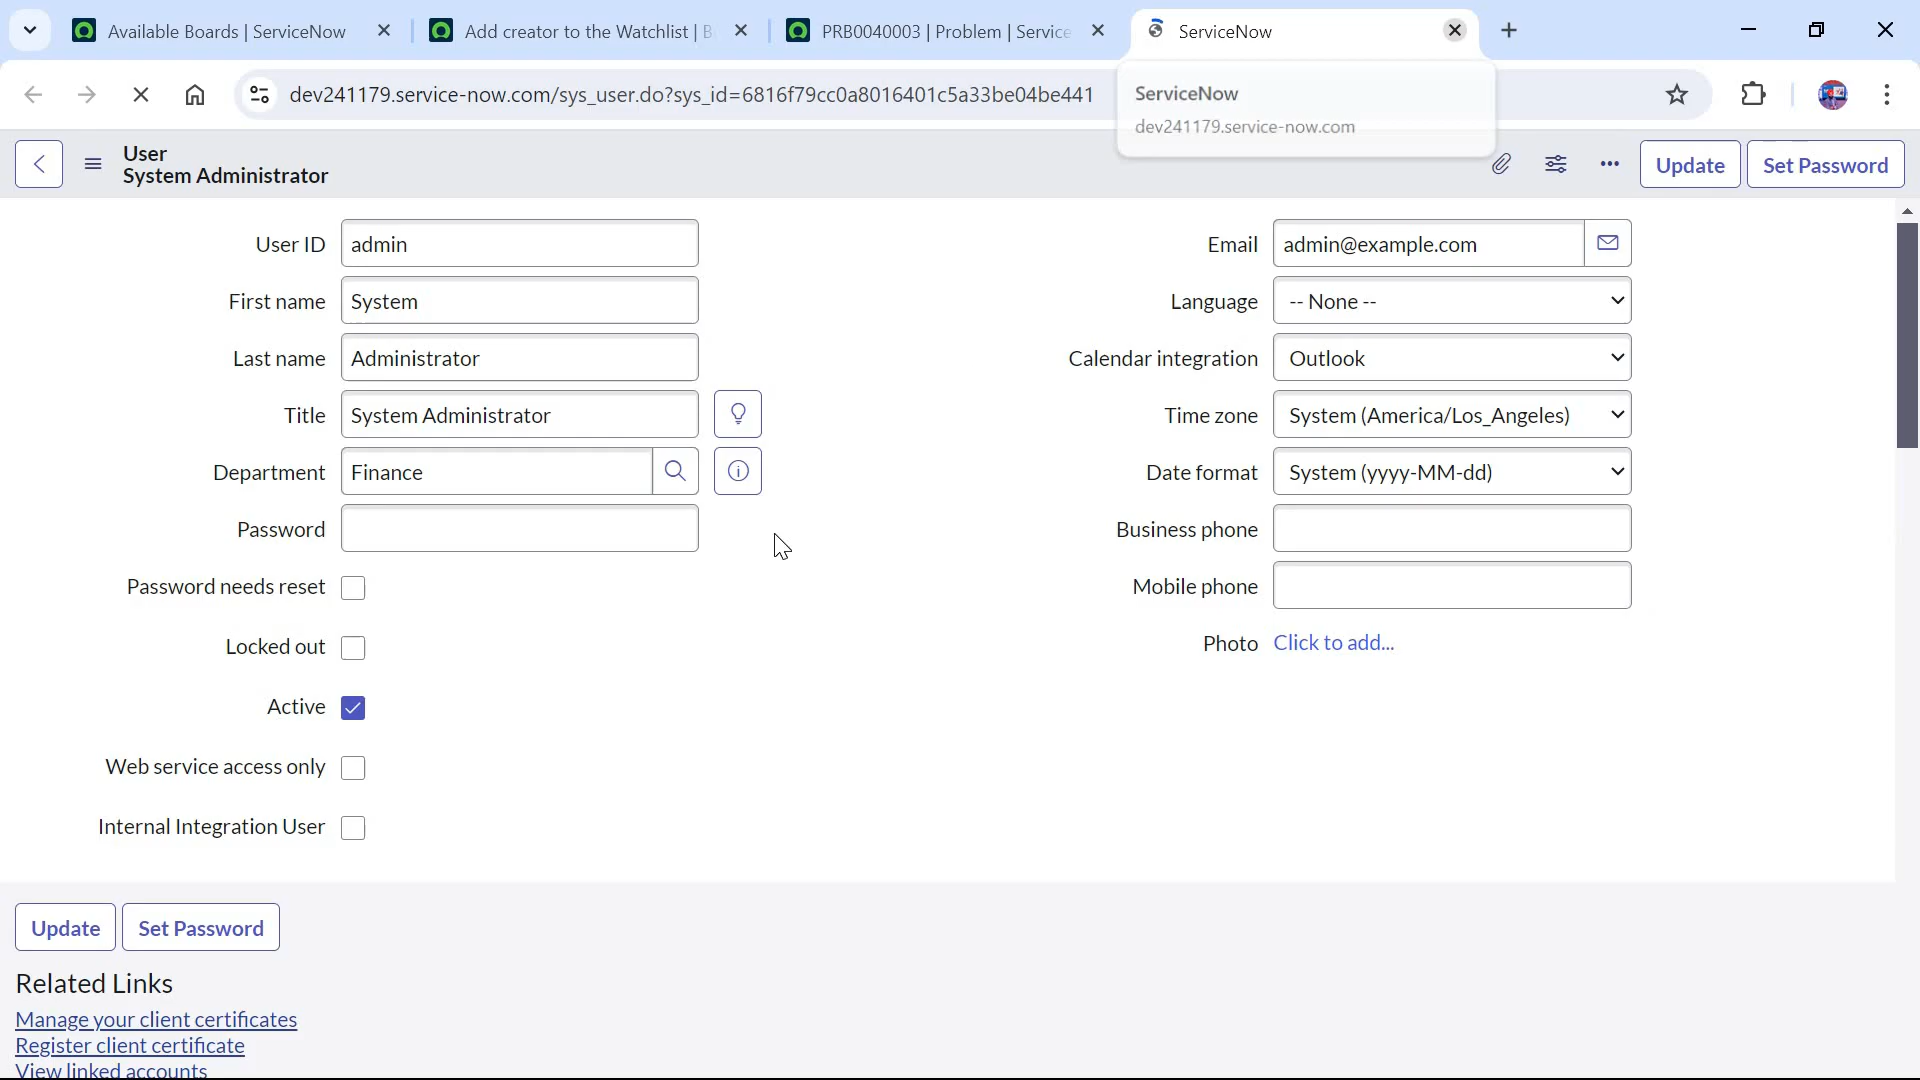 Available Boards | ServiceNow
Add creator to the Watchlist | B
PRB0040003 | Problem | Service
ServiceNow
dev241179.service-now.com/sys_user.do?sys_id=6816f79cc0a8016401c5a33be04be441
ServiceNow
dev241179.service-now.com
User
System Administrator
Update
Set Password
User ID
admin
Email
admin@example.com
First name
System
Language
-- None --
Last name
Administrator
Calendar integration
Outlook
Title
System Administrator
Time zone
System (America/Los_Angeles)
Department
Finance
Date format
System (yyyy-MM-dd)
Password
Business phone
Password needs reset
Mobile phone
Locked out
Photo
Click to add...
Active
Web service access only
Internal Integration User
Update
Set Password
Related Links
Manage your client certificates
Register client certificate
View linked accounts